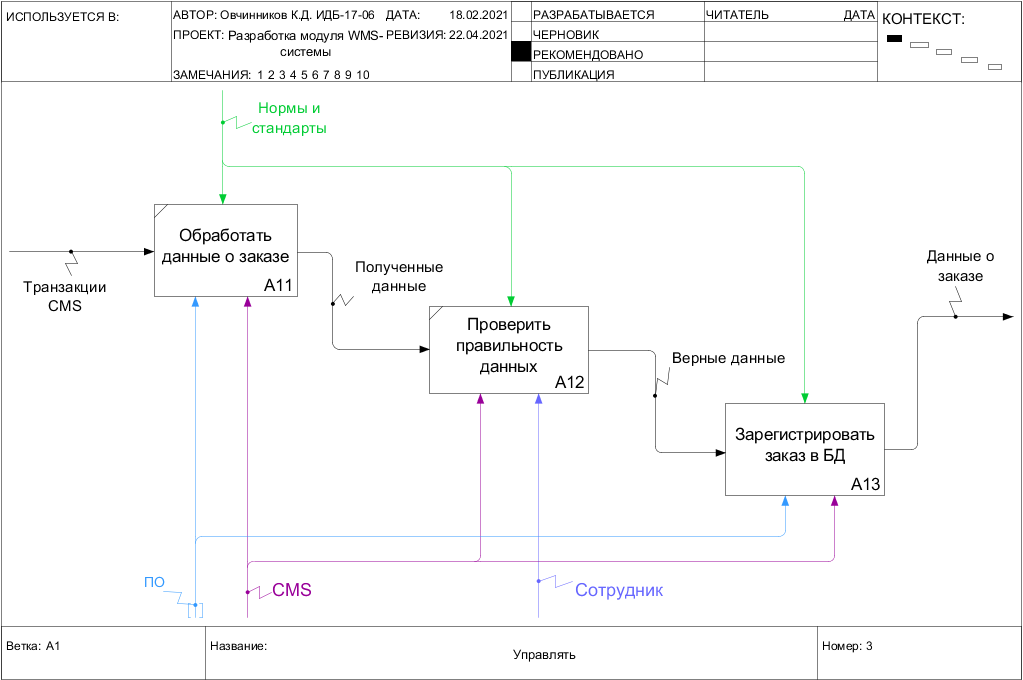 ИСПОЛЬЗУЕТСЯ В:
АВТОР: Овчинников К.Д. ИДБ-17-06 ДАТА: 18.02.2021
ПРОЕКТ: Разработка модуля WMS-системы РЕВИЗИЯ: 22.04.2021
ЗАМЕЧАНИЯ: 1 2 3 4 5 6 7 8 9 10
РАЗРАБАТЫВАЕТСЯ
ЧЕРНОВИК
РЕКОМЕНДОВАНО
ПУБЛИКАЦИЯ
ЧИТАТЕЛЬ ДАТА
КОНТЕКСТ:
Нормы и
стандарты
Обработать
данные о заказе
A11
Транзакции
CMS
Полученные
данные
Проверить
правильность
данных
A12
Верные данные
Данные о
заказе
Зарегистрировать
заказ в БД
A13
ПО
CMS
Сотрудник
Ветка: A1
Название:
Управлять
Номер: 3